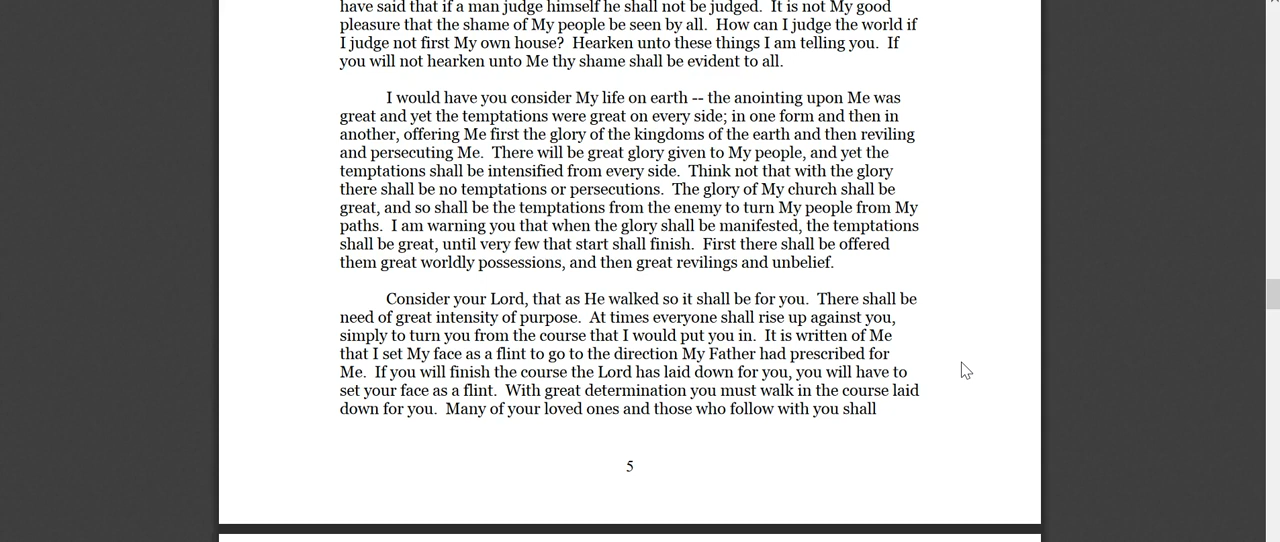 have said that if a man judge himself he shall not be judged.  It is not My good
pleasure that the shame of My people be seen by all.  How can I judge the world if
I judge not first My own house?  Hearken unto these things I am telling you.  If
you will not hearken unto Me thy shame shall be evident to all.
I would have you consider My life on earth -- the anointing upon Me was
great and yet the temptations were great on every side; in one form and then in
another, offering Me first the glory of the kingdoms of the earth and then reviling
and persecuting Me.  There will be great glory given to My people, and yet the
temptations shall be intensified from every side.  Think not that with the glory
there shall be no temptations or persecutions.  The glory of My church shall be
great, and so shall be the temptations from the enemy to turn My people from My
paths.  I am warning you that when the glory shall be manifested, the temptations
shall be great, until very few that start shall finish.  First there shall be offered
them great worldly possessions, and then great revilings and unbelief.
Consider your Lord, that as He walked so it shall be for you.  There shall be
need of great intensity of purpose.  At times everyone shall rise up against you,
simply to turn you from the course that I would put you in.  It is written of Me
that I set My face as a flint to go to the direction My Father had prescribed for
Me.  If you will finish the course the Lord has laid down for you, you will have to
set your face as a flint.  With great determination you must walk in the course laid
down for you.  Many of your loved ones and those who follow with you shall
5